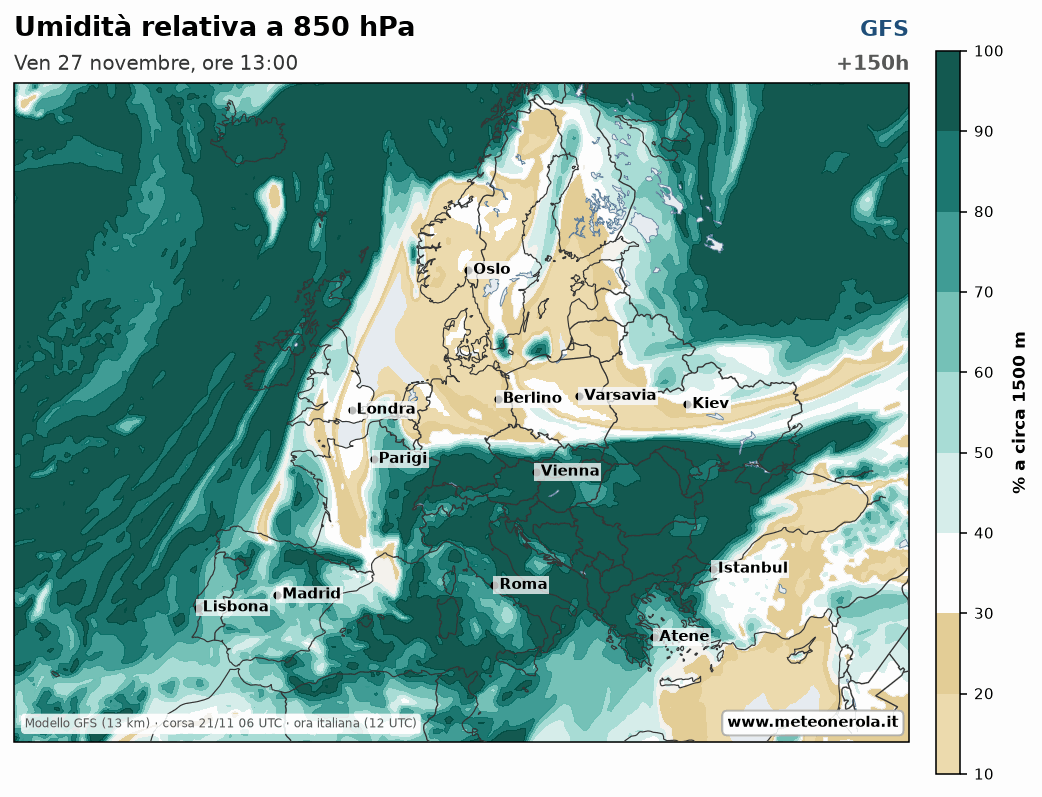 Umidità relativa a 850 hPa
GFS
Ven 27 novembre, ore 13:00
+150h
100
90
80
70
60
50
40
30
20
10
% a circa 1500 m
Oslo
Londra
Berlino
Varsavia
Kiev
Parigi
Vienna
Istanbul
Roma
Madrid
Lisbona
Atene
Modello GFS (13 km) · corsa 21/11 06 UTC · ora italiana (12 UTC)
www.meteonerola.it